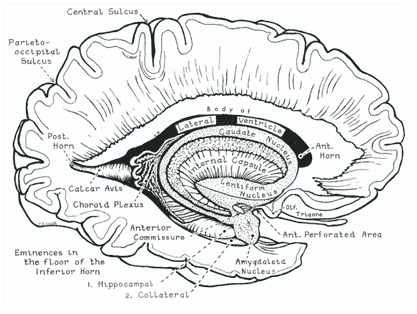 Central Sulcus
Parieto-
occipital
Sulcus
Body of
Lateral Ventricle
Caudate Nucleus
Post.
Horn
Ant.
Horn
Internal Capsule
Lentiform
Nucleus
Calcar Avis
Choroid Plexus
Olf.
Trigone
Anterior
Commissure
Ant. Perforated Area
Eminences in
the floor of the
Inferior Horn
Amygdaloid
Nucleus
1. Hippocampal
2. Collateral